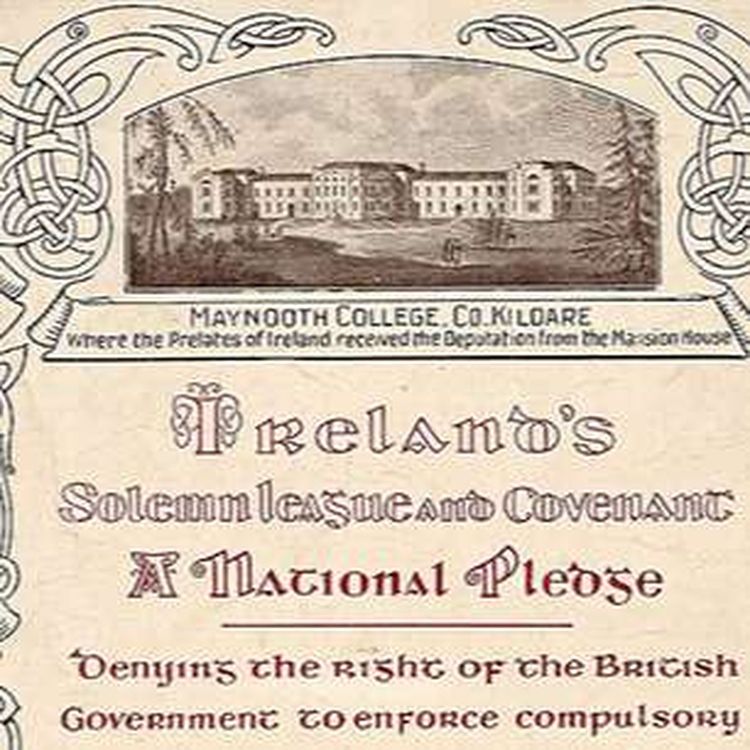 MAYNOOTH COLLEGE. CO. KILDARE
Where the Prelates of Ireland received the Deputation from the Mansion House
IRELAND'S
Solemn League and Covenant
A National Pledge
Denying the right of the British
Government to enforce compulsory